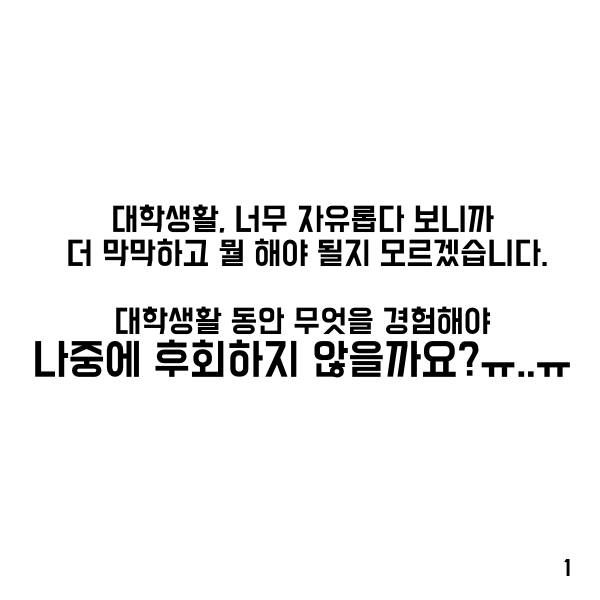 대학생활, 너무 자유롭다 보니까
더 막막하고 뭘 해야 될지 모르겠습니다.
대학생활 동안 무엇을 경험해야
나중에 후회하지 않을까요?ㅠ..ㅠ
1